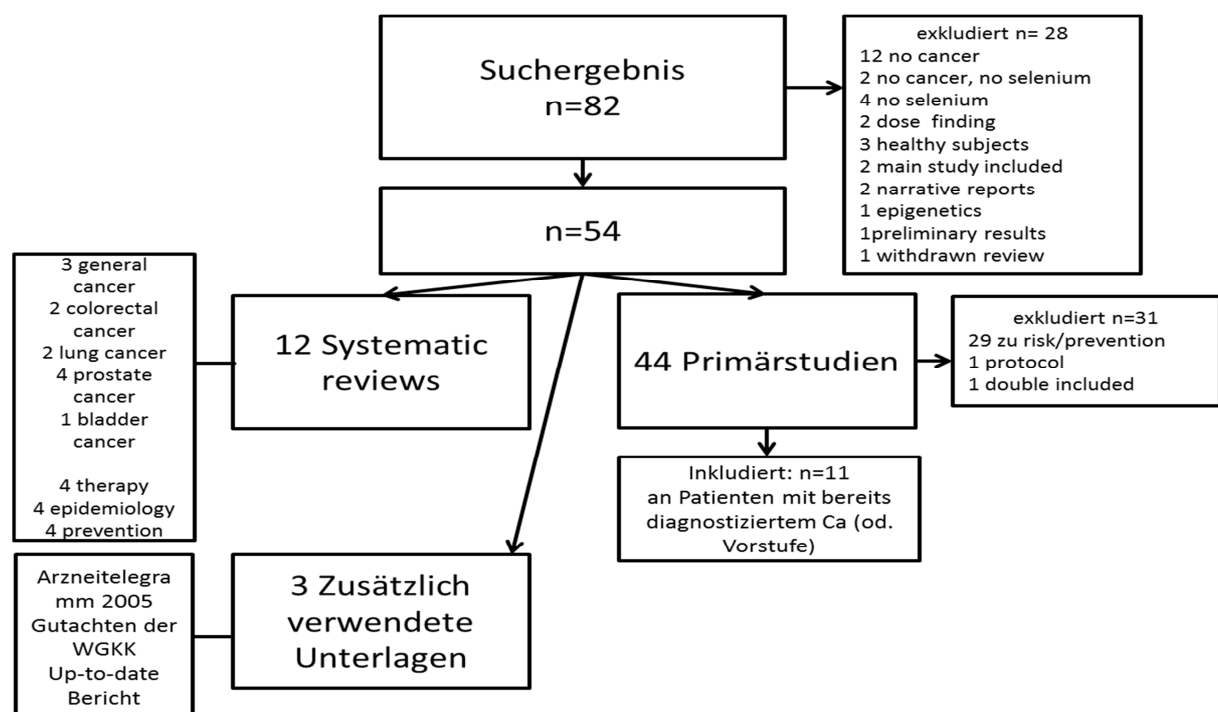 Suchergebnis
n=82
exkludiert n= 28
12 no cancer
2 no cancer, no selenium
4 no selenium
2 dose  finding
3 healthy subjects
2 main study included
2 narrative reports
1 epigenetics
1preliminary results
1 withdrawn review
n=54
3 general
cancer
2 colorectal
cancer
2 lung cancer
4 prostate
cancer
1 bladder
cancer
4 therapy
4 epidemiology
4 prevention
12 Systematic
reviews
44 Primärstudien
exkludiert n=31
29 zu risk/prevention
1 protocol
1 double included
Inkludiert: n=11
an Patienten mit bereits
diagnostiziertem Ca (od.
Vorstufe)
Arzneitelegra
mm 2005
Gutachten der
WGKK
Up-to-date
Bericht
3 Zusätzlich
verwendete
Unterlagen